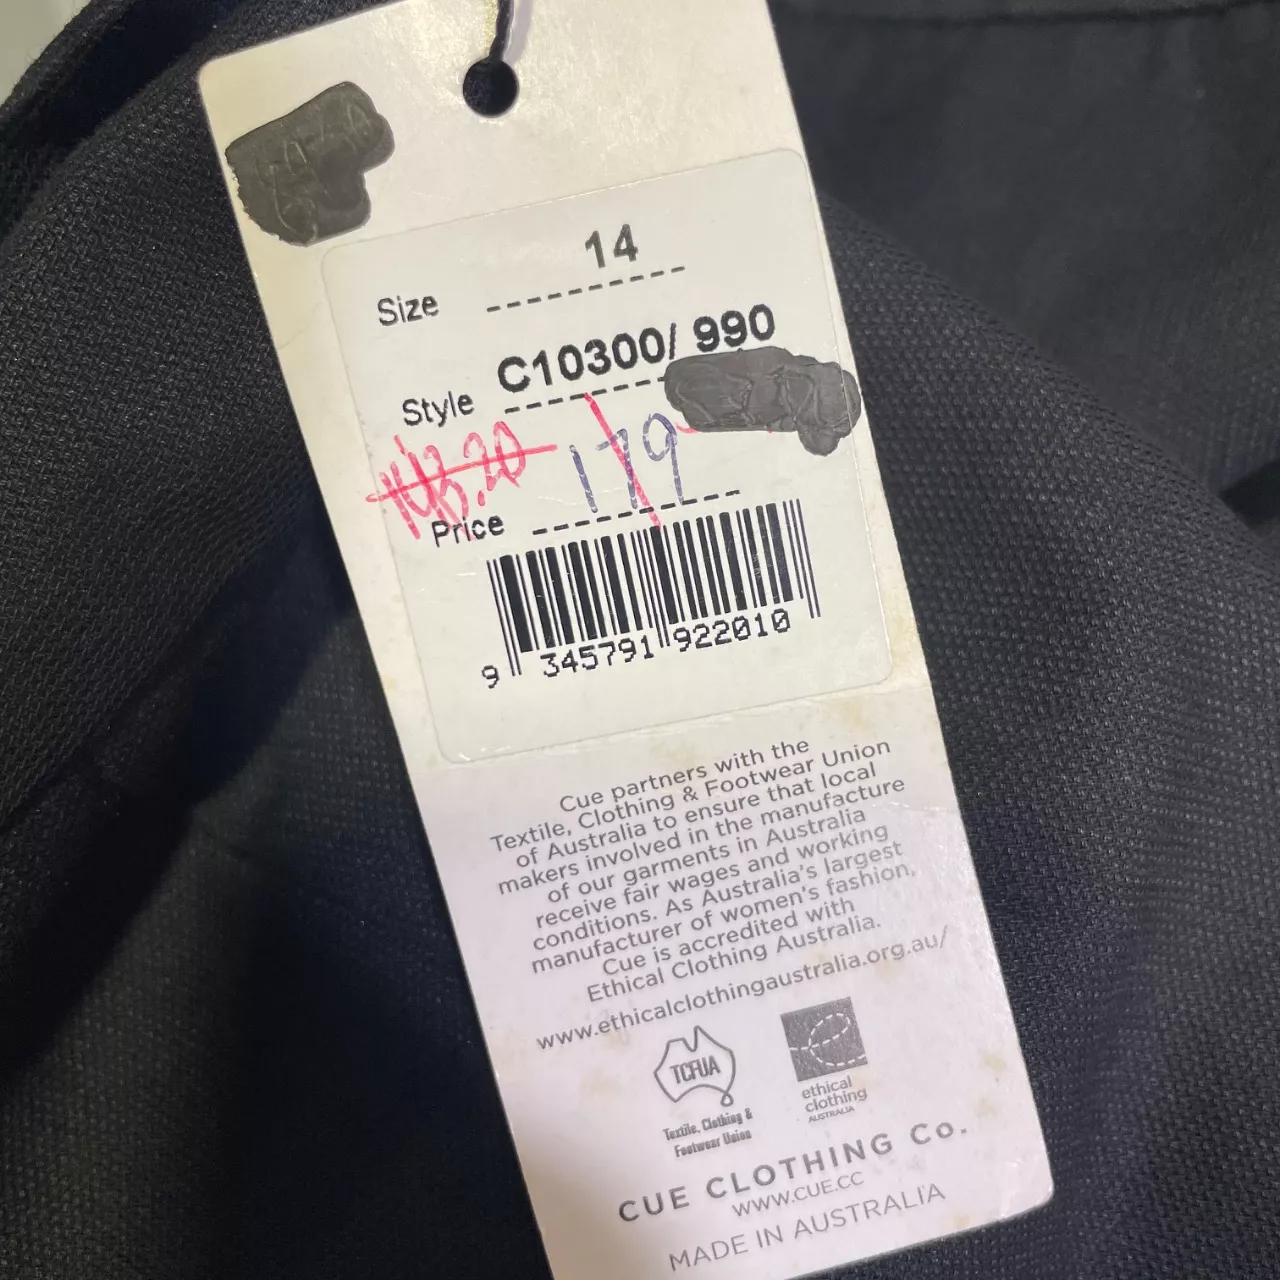 14
Size
C10300/ 990
Style
143.20
179
Price
9 345791 922010
Cue partners with the
Textile, Clothing & Footwear Union
of Australia to ensure that local
makers involved in the manufacture
of our garments in Australia
receive fair wages and working
conditions. As Australia's largest
manufacturer of women's fashion,
Cue is accredited with
Ethical Clothing Australia.
www.ethicalclothingaustralia.org.au/
TCFUA
Textile, Clothing &
Footwear Union
ethical
clothing
AUSTRALIA
CUE CLOTHING Co.
WWW.CUE.CC
MADE IN AUSTRALIA